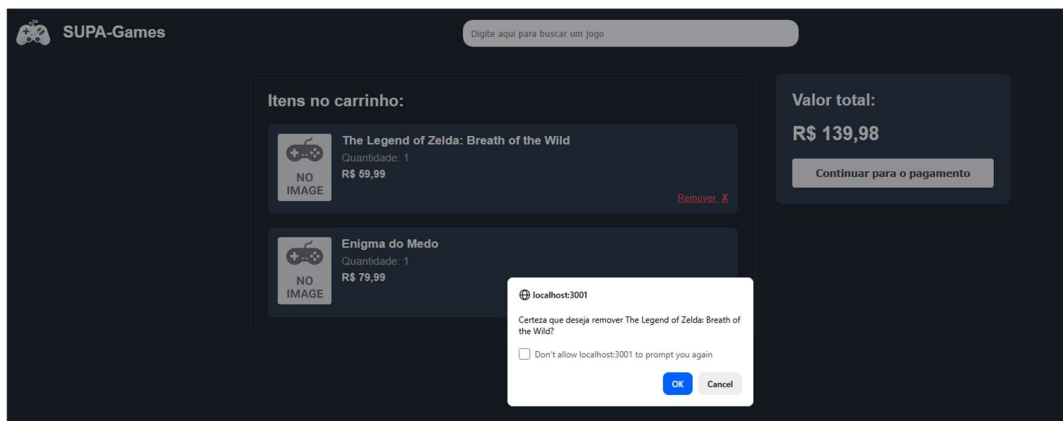 SUPA-Games
Digite aqui para buscar um jogo
Itens no carrinho:
The Legend of Zelda: Breath of the Wild
Quantidade: 1
R$ 59,99
NO
IMAGE
Remover X
Enigma do Medo
Quantidade: 1
R$ 79,99
NO
IMAGE
Valor total:
R$ 139,98
Continuar para o pagamento
localhost:3001
Certeza que deseja remover The Legend of Zelda: Breath of
the Wild?
Don't allow localhost:3001 to prompt you again
OK
Cancel